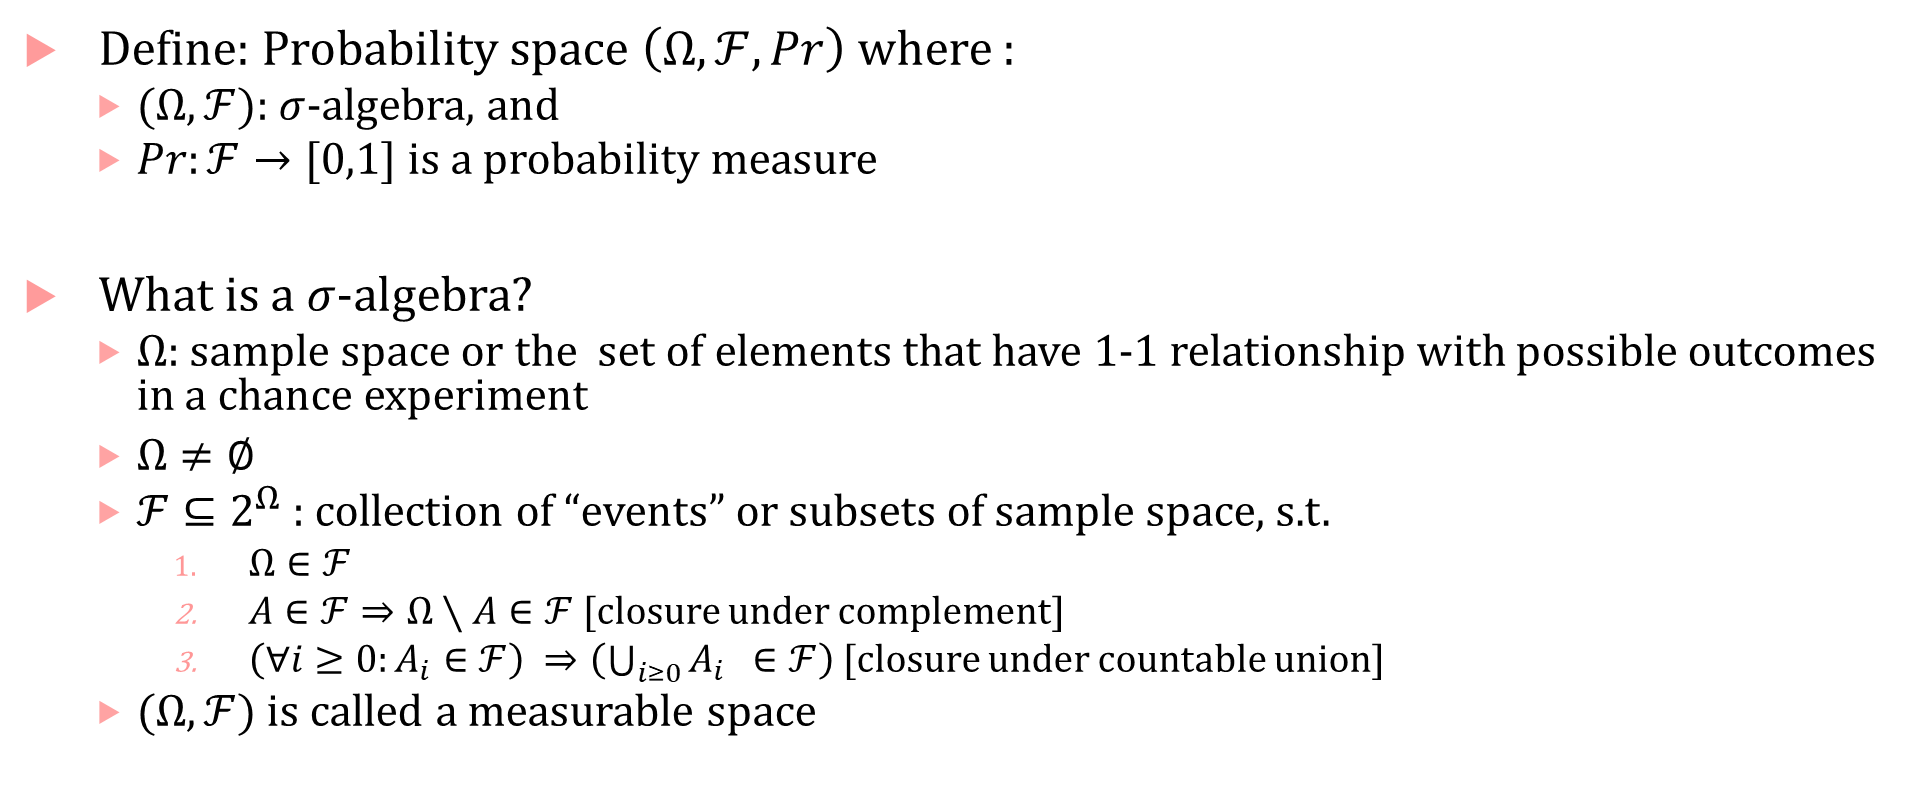 Define: Probability space (Ω, ℱ, Pr) where :
(Ω, ℱ): σ-algebra, and
Pr: ℱ → [0,1] is a probability measure
What is a σ-algebra?
Ω: sample space or the set of elements that have 1-1 relationship with possible outcomes
in a chance experiment
Ω ≠ ∅
ℱ ⊆ 2^Ω : collection of “events” or subsets of sample space, s.t.
1. Ω ∈ ℱ
2. A ∈ ℱ ⇒ Ω ∖ A ∈ ℱ [closure under complement]
3. (∀i ≥ 0: A_i ∈ ℱ) ⇒ (⋃_{i≥0} A_i ∈ ℱ) [closure under countable union]
(Ω, ℱ) is called a measurable space